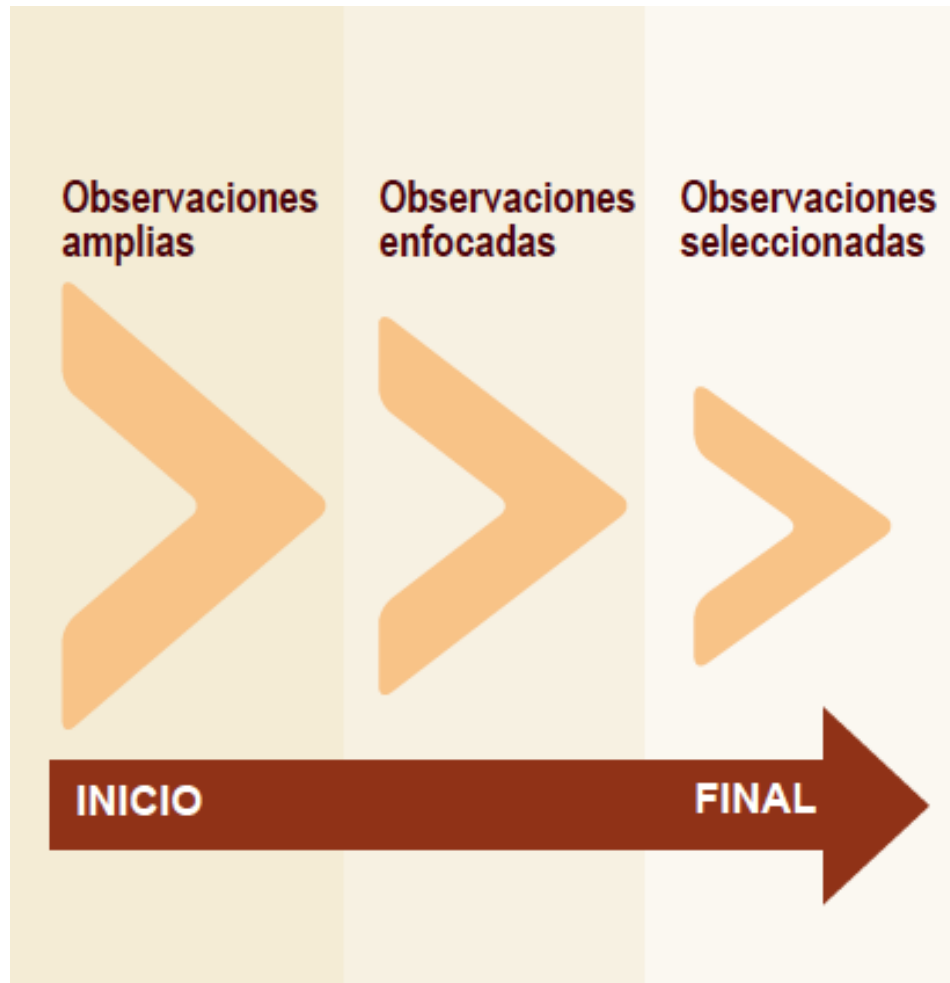 Observaciones
amplias
Observaciones
enfocadas
Observaciones
seleccionadas
INICIO
FINAL